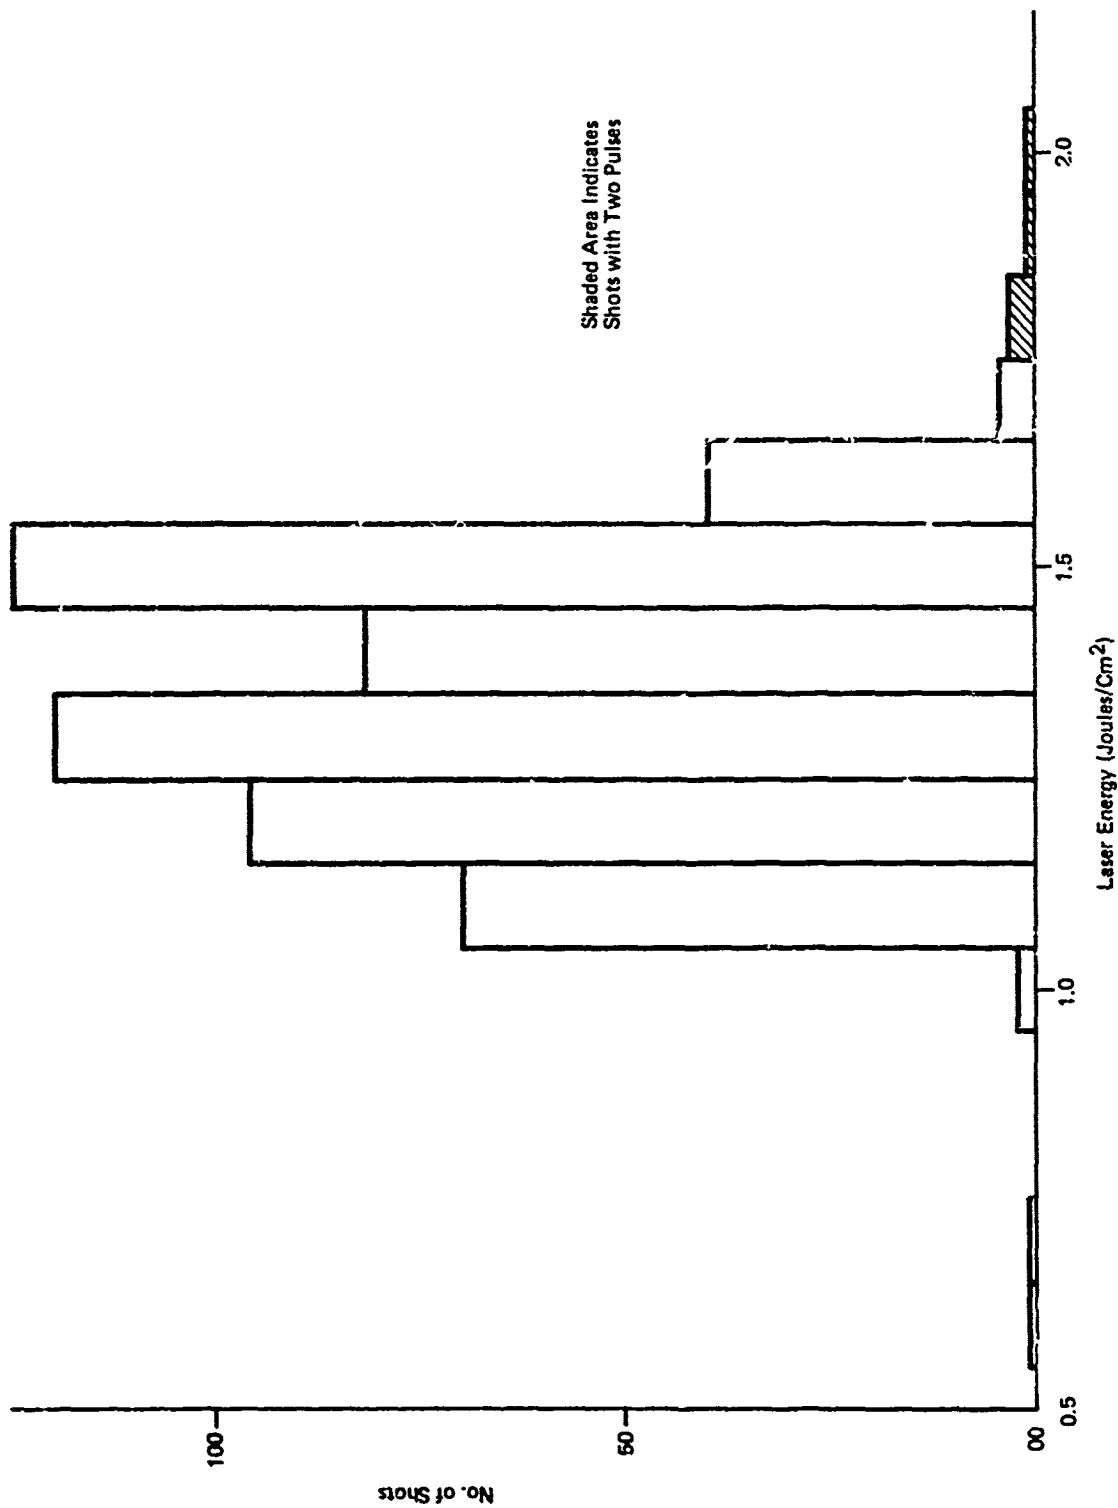 No. of Shots
100
50
00
0.5
1.0
1.5
2.0
Laser Energy (Joules/Cm2)
Shaded Area Indicates
Shots with Two Pulses